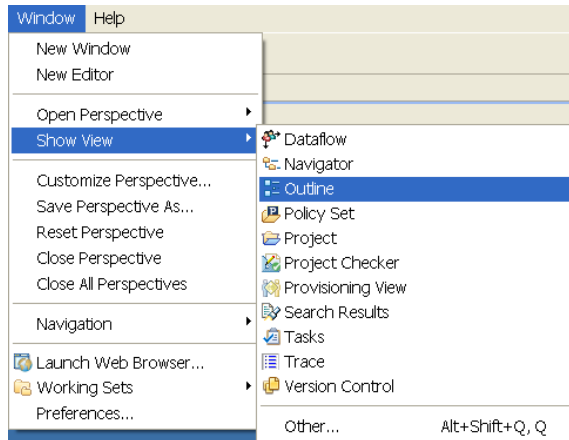 Window Help
New Window
New Editor
Open Perspective
Show View
Customize Perspective...
Save Perspective As...
Reset Perspective
Close Perspective
Close All Perspectives
Navigation
Launch Web Browser...
Working Sets
Preferences...
Dataflow
Navigator
Outline
Policy Set
Project
Project Checker
Provisioning View
Search Results
Tasks
Trace
Version Control
Other... Alt+Shift+Q, Q